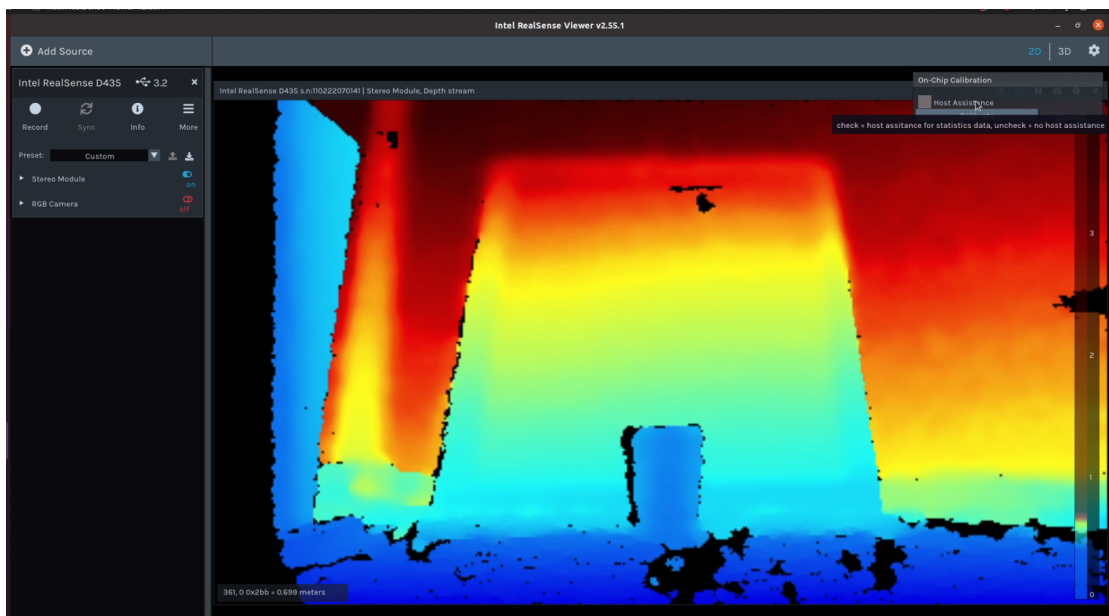 Intel RealSense Viewer v2.55.1
Add Source
2D | 3D
Intel RealSense D435 3.2
On-Chip Calibration
Intel RealSense D435 s.n:110222070141 | Stereo Module, Depth stream
Host Assistance
Record Sync Info More
check = host assitance for statistics data, uncheck = no host assistance
Preset: Custom
Stereo Module
on
RGB Camera
off
3
2
1
361, 0 0x2bb = 0.699 meters
0